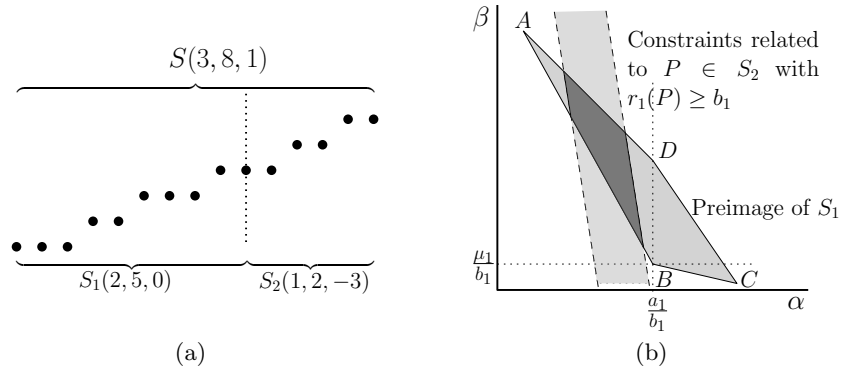 S(3, 8, 1)
S₁(2, 5, 0)
S₂(1, 2, −3)
(a)
β
A
Constraints related
to P ∈ S₂ with
r₁(P) ≥ b₁
D
Preimage of S₁
μ₁/b₁
B
C
a₁/b₁
α
(b)